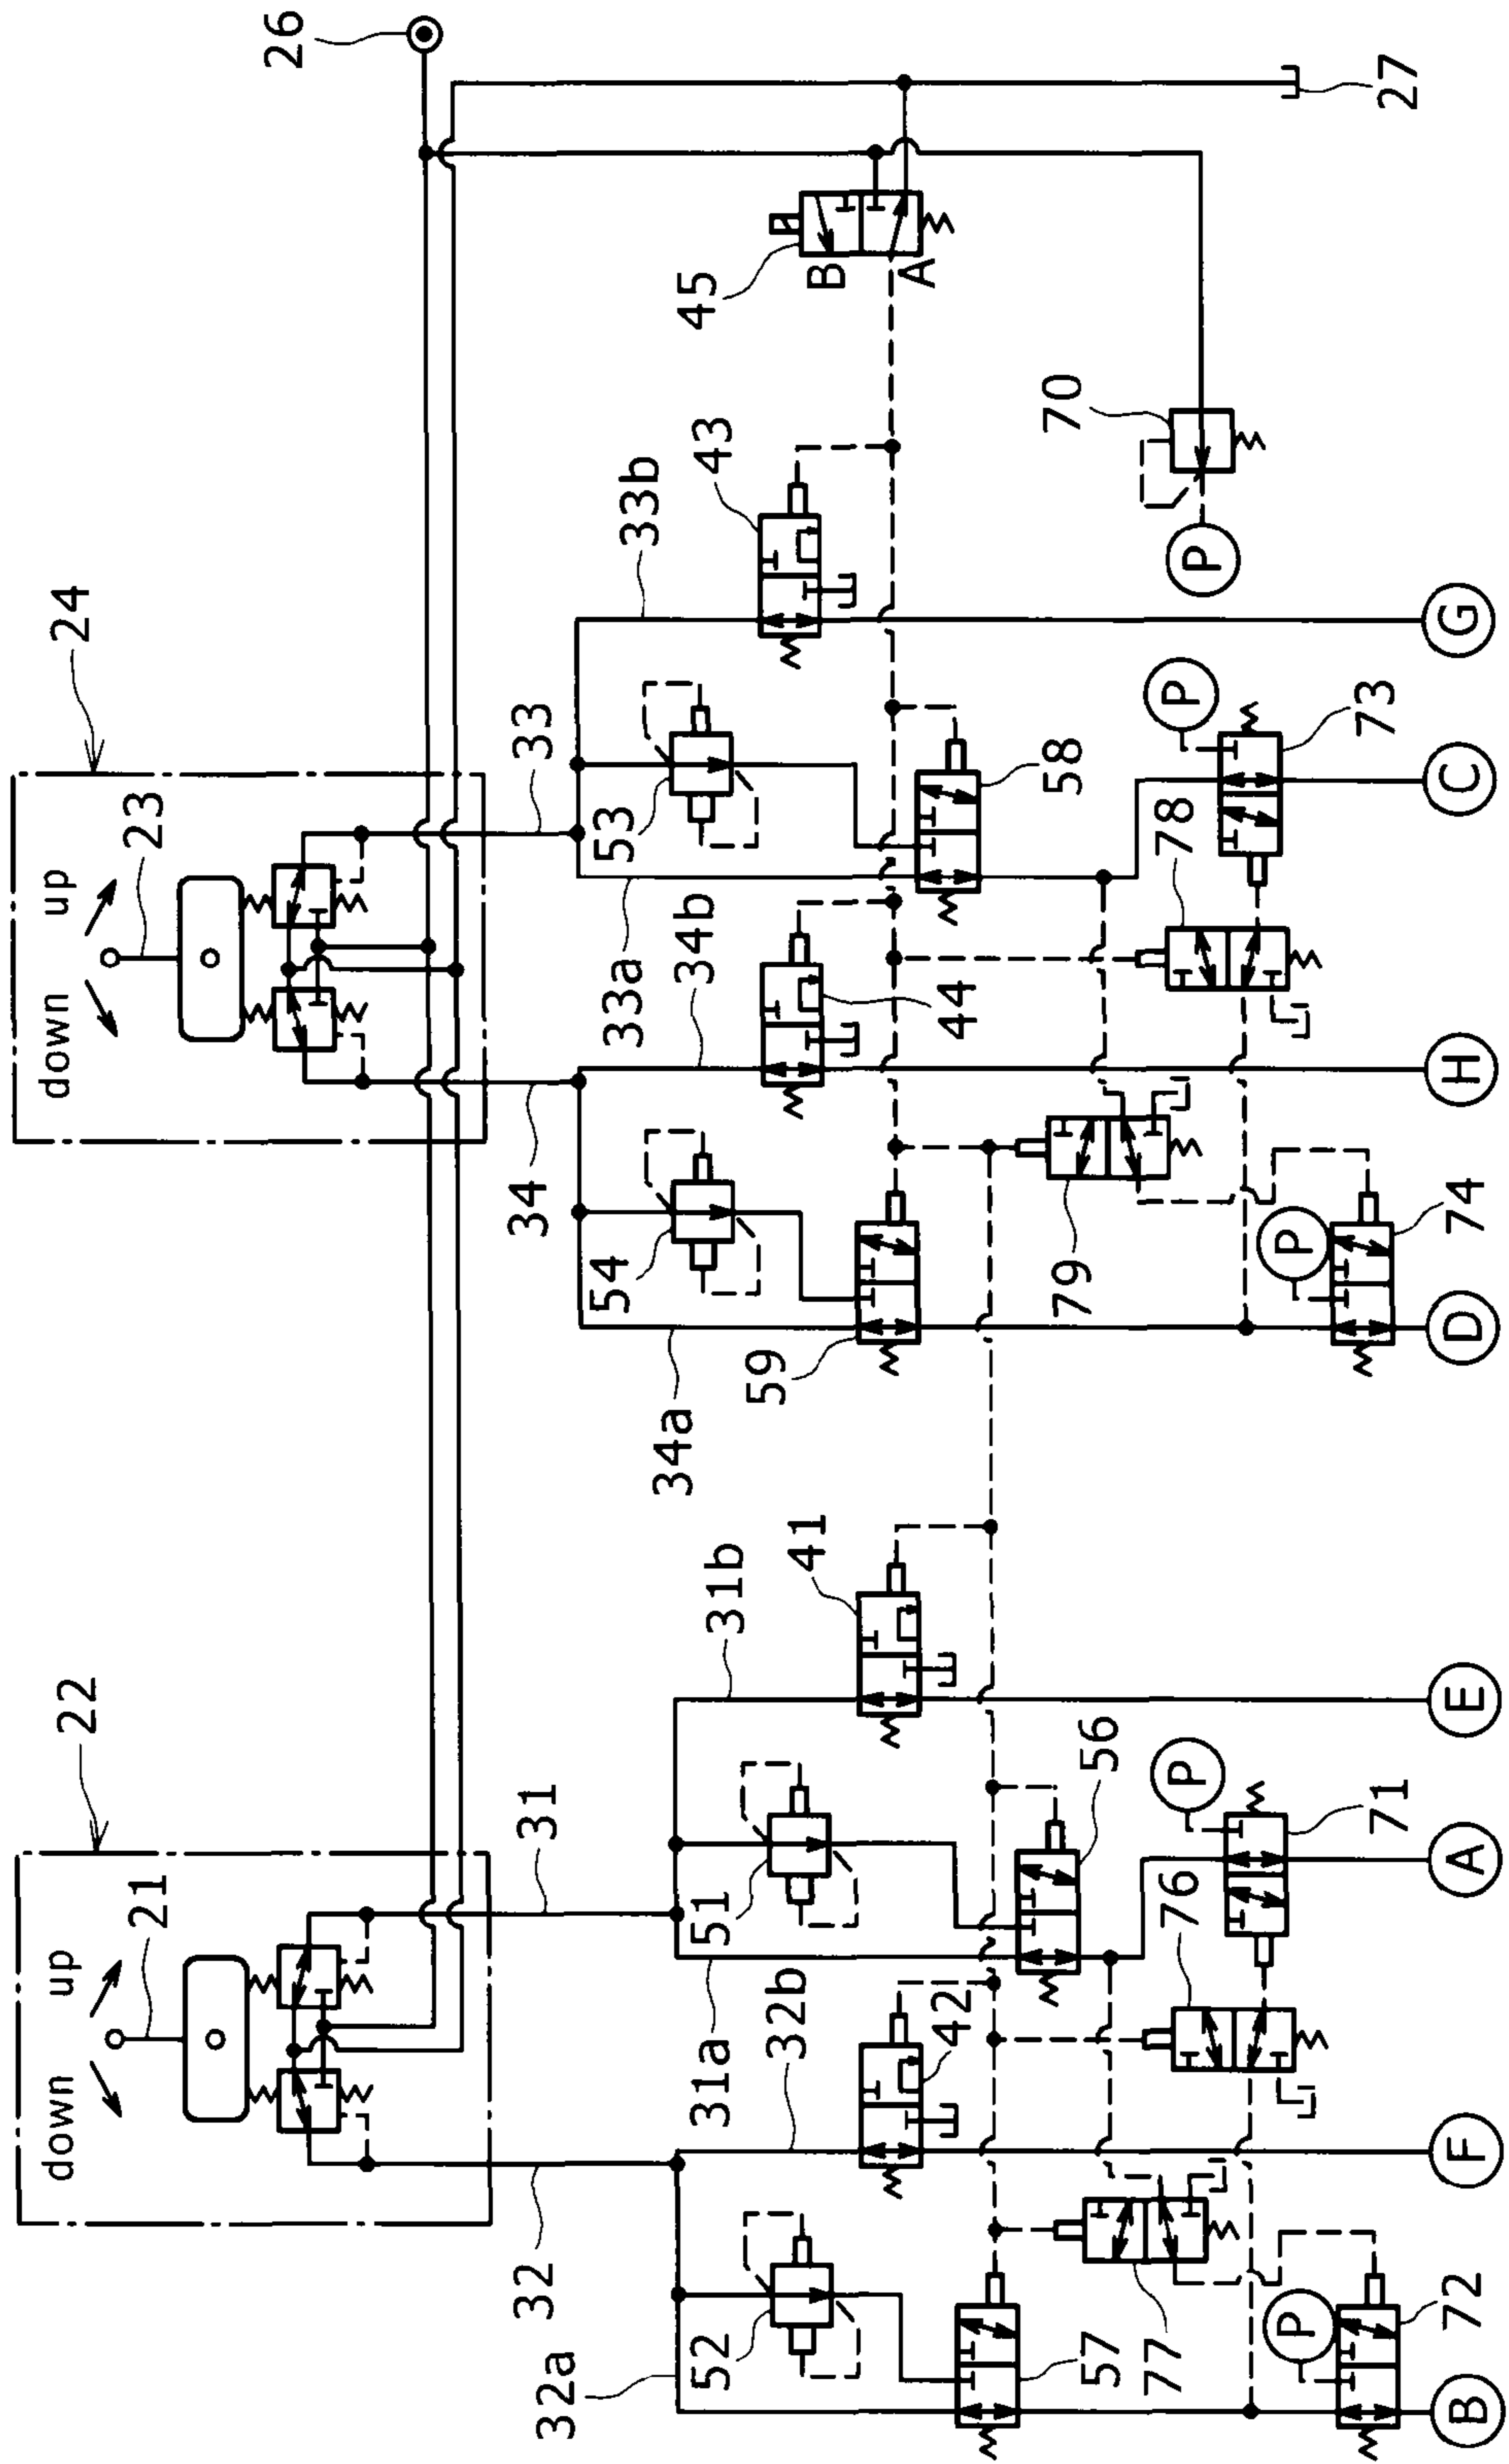 22
24
26
down
up
21
down
up
23
32
31
34
33
27
45
B
A
32a
52
31a
51
31b
34a
54
33a
53
33b
32b
42
41
34b
44
43
59
58
57
56
70
P
77
76
79
78
P
P
P
P
72
71
74
73
B
F
A
E
D
H
C
G